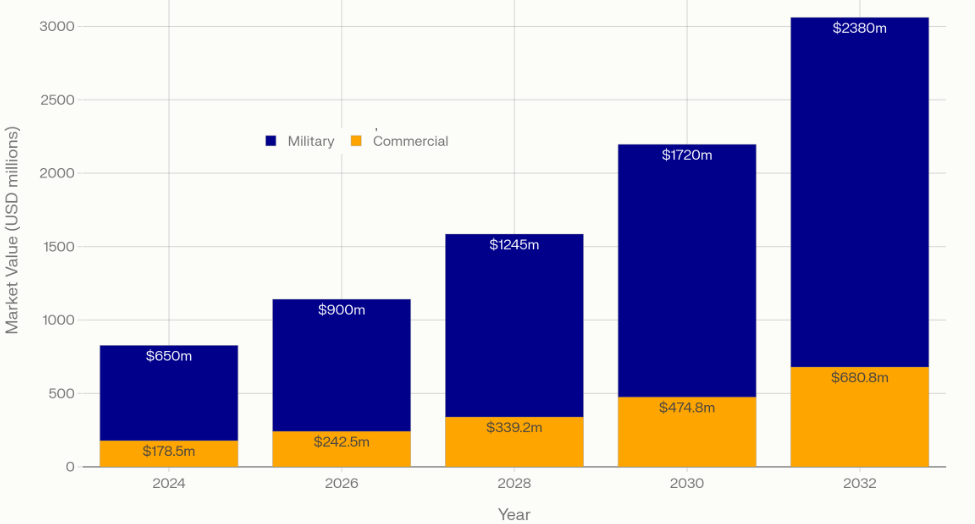 3000
$2380m
2500
Military Commercial
Market Value (USD millions)
2000
$1720m
1500
$1245m
1000
$900m
$650m
500
$680.8m
$474.8m
$339.2m
$242.5m
$178.5m
0
2024 2026 2028 2030 2032
Year